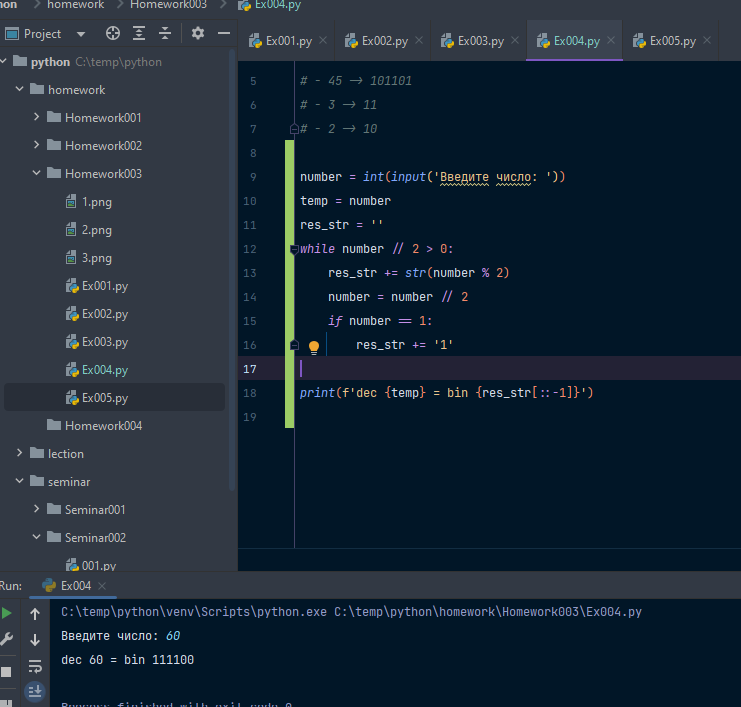 hon
homework
Homework003
Ex004.py
Project
Ex001.py
Ex002.py
Ex003.py
Ex004.py
Ex005.py
python C:\temp\python
homework
Homework001
Homework002
Homework003
1.png
2.png
3.png
Ex001.py
Ex002.py
Ex003.py
Ex004.py
Ex005.py
Homework004
lection
seminar
Seminar001
Seminar002
001.py
5 # - 45 -> 101101
6 # - 3 -> 11
7 # - 2 -> 10
8
9 number = int(input('Введите число: '))
10 temp = number
11 res_str = ''
12 while number // 2 > 0:
13 res_str += str(number % 2)
14 number = number // 2
15 if number == 1:
16 res_str += '1'
17
18 print(f'dec {temp} = bin {res_str[::-1]}')
19
Run:
Ex004
C:\temp\python\venv\Scripts\python.exe C:\temp\python\homework\Homework003\Ex004.py
Введите число: 60
dec 60 = bin 111100
Process finished with exit code 0